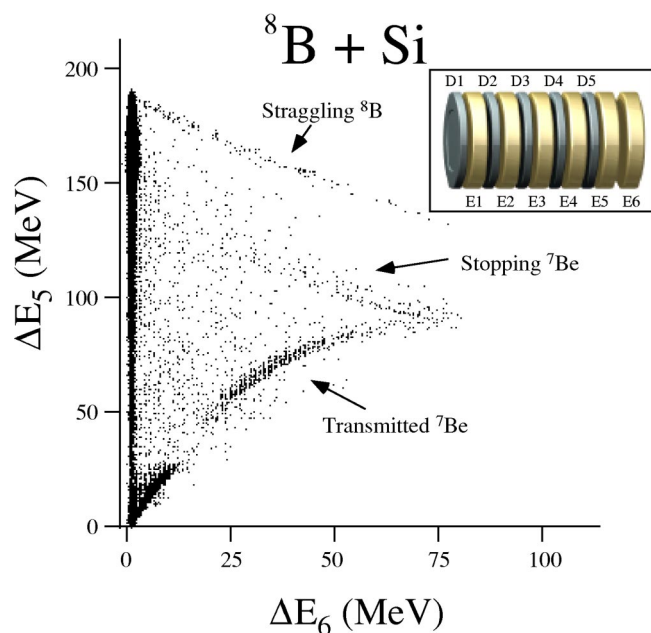 ⁸B + Si
200
150
100
50
0
0
25
50
75
100
ΔE₅ (MeV)
ΔE₆ (MeV)
Straggling ⁸B
Stopping ⁷Be
Transmitted ⁷Be
D1 D2 D3 D4 D5
E1 E2 E3 E4 E5 E6